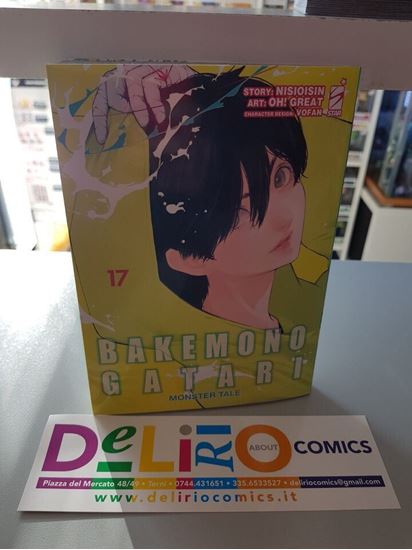 STORY: NISIOISIN
ART: OH! GREAT
CHARACTER DESIGN: VOFAN
STAR
17
BAKEMONO
GATARI
MONSTER TALE
DeLiRIO ABOUT COMICS
Piazza del Mercato 48/49 • Terni • 0744.431651 • 335.6533527 • deliriocomics@gmail.com
www.deliriocomics.it